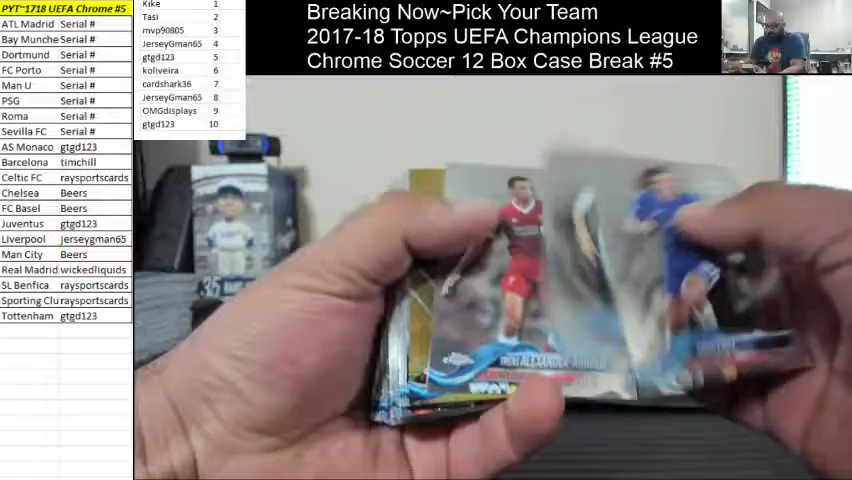 PYT~1718 UEFA Chrome #5
ATL Madrid Serial #
Bay Munche Serial #
Dortmound Serial #
FC Porto Serial #
Man U Serial #
PSG Serial #
Roma Serial #
Sevilla FC Serial #
AS Monaco gtgd123
Barcelona timchill
Celtic FC raysportscards
Chelsea Beers
FC Basel Beers
Juventus gtgd123
Liverpool jerseygman65
Man City Beers
Real Madrid wickedliquids
SL Benfica raysportscards
Sporting Clu raysportscards
Tottenham gtgd123
Kike 1
Tasi 2
mvp90805 3
JerseyGman65 4
gtgd123 5
koliveira 6
cardshark36 7
JerseyGman65 8
OMGdisplays 9
gtgd123 10
Breaking Now~Pick Your Team
2017-18 Topps UEFA Champions League
Chrome Soccer 12 Box Case Break #5
35
ALEXANDER-ARNOLD